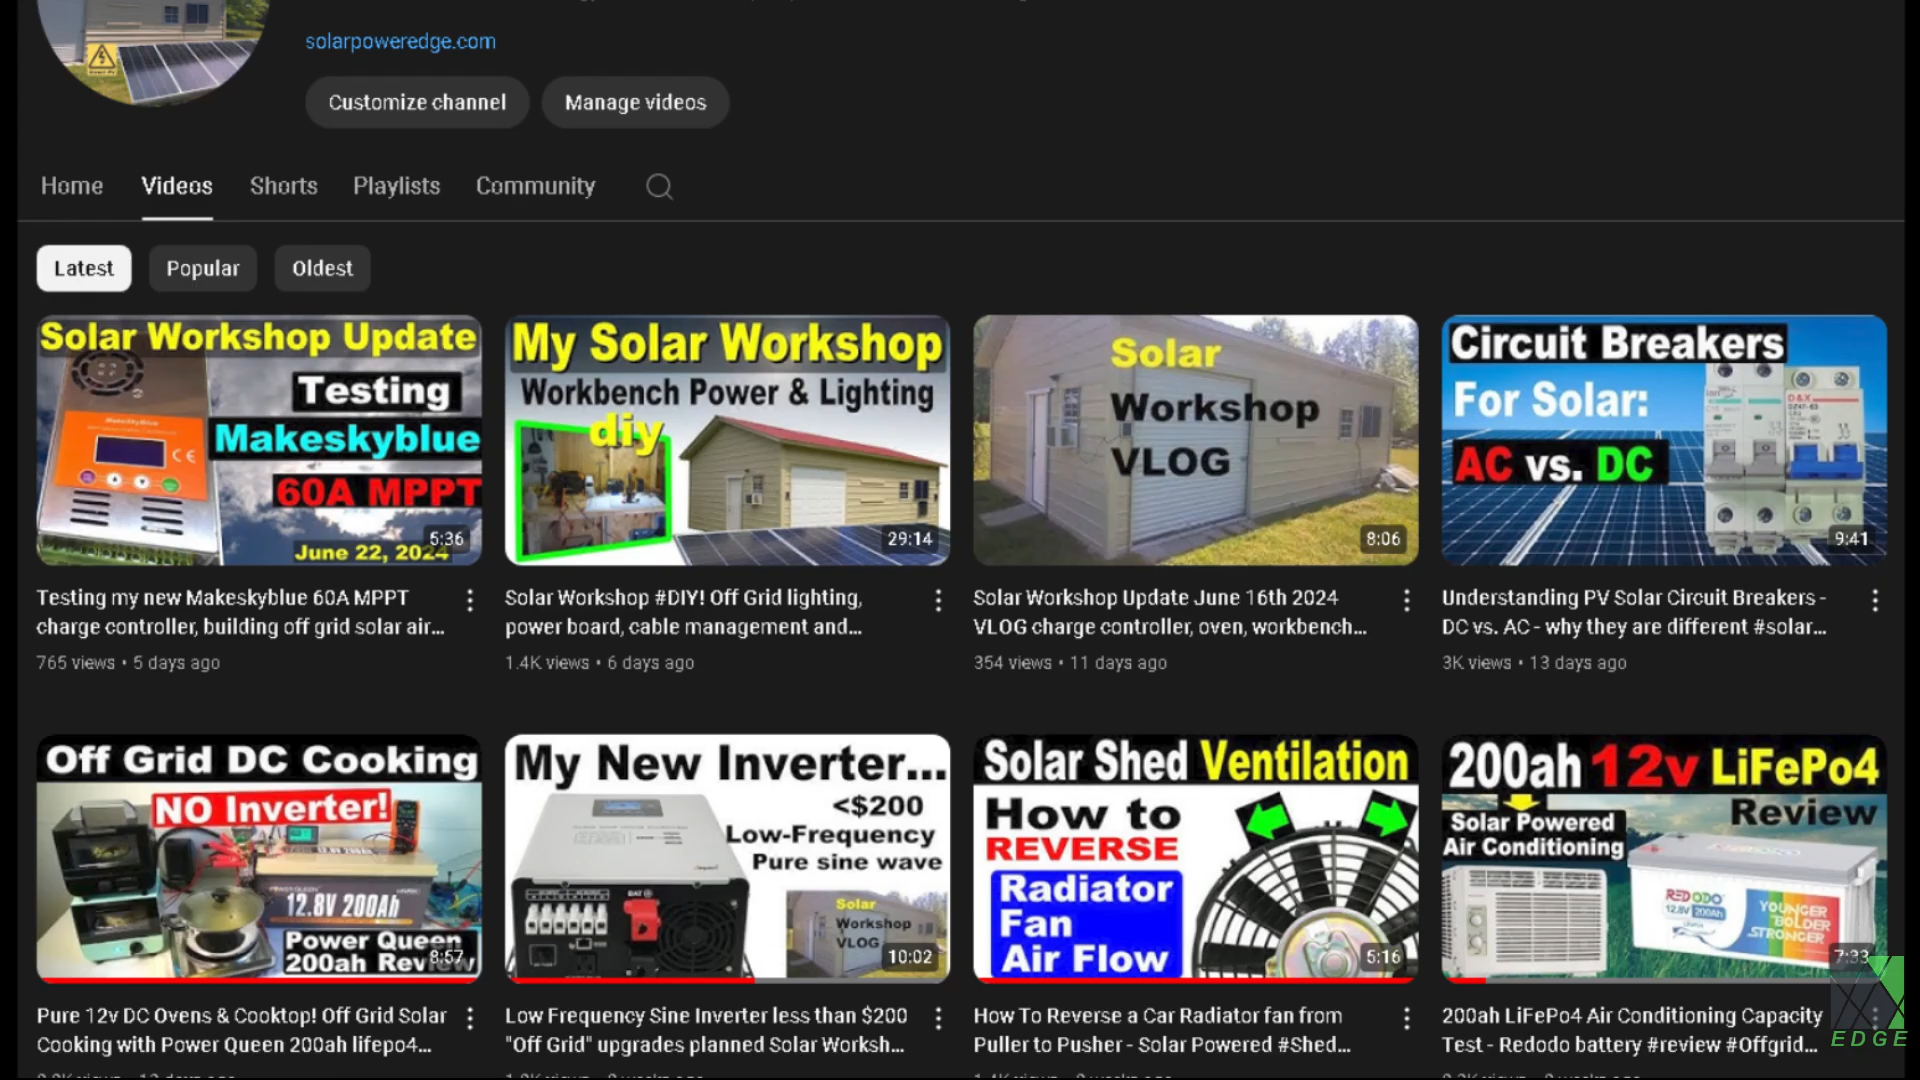 solarpoweredge.com
Customize channel
Manage videos
Home
Videos
Shorts
Playlists
Community
Latest
Popular
Oldest
Solar Workshop Update
Testing
Makeskyblue
60A MPPT
June 22, 2024
5:36
My Solar Workshop
Workbench Power & Lighting
diy
29:14
Solar
Workshop
VLOG
8:06
Circuit Breakers
For Solar:
AC vs. DC
9:41
Testing my new Makeskyblue 60A MPPT
charge controller, building off grid solar air...
765 views • 5 days ago
Solar Workshop #DIY! Off Grid lighting,
power board, cable management and...
1.4K views • 6 days ago
Solar Workshop Update June 16th 2024
VLOG charge controller, oven, workbench...
354 views • 11 days ago
Understanding PV Solar Circuit Breakers -
DC vs. AC - why they are different #solar...
3K views • 13 days ago
Off Grid DC Cooking
NO Inverter!
12.8V 200Ah
Power Queen
200ah Review
8:57
My New Inverter...
<$200
Low-Frequency
Pure sine wave
Solar
Workshop
VLOG
10:02
Solar Shed Ventilation
How to
REVERSE
Radiator
Fan
Air Flow
5:16
200ah 12v LiFePo4
Review
Solar Powered
Air Conditioning
REDODO
12.8V 200Ah
YOUNGER
BOLDER
STRONGER
7:33
Pure 12v DC Ovens & Cooktop! Off Grid Solar
Cooking with Power Queen 200ah lifepo4...
Low Frequency Sine Inverter less than $200
"Off Grid" upgrades planned Solar Worksh...
How To Reverse a Car Radiator fan from
Puller to Pusher - Solar Powered #Shed...
200ah LiFePo4 Air Conditioning Capacity
Test - Redodo battery #review #Offgrid...
EDGE